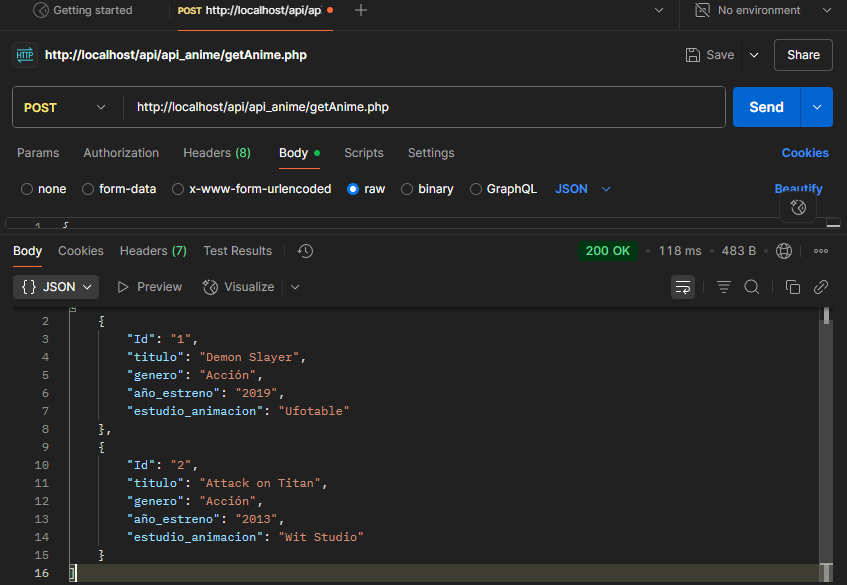 Getting started POST http://localhost/api/ap No environment
HTTP http://localhost/api/api_anime/getAnime.php Save Share
POST http://localhost/api/api_anime/getAnime.php Send
Params Authorization Headers (8) Body Scripts Settings Cookies
none form-data x-www-form-urlencoded raw binary GraphQL JSON Beautify
1 {
Body Cookies Headers (7) Test Results 200 OK • 118 ms • 483 B
{} JSON Preview Visualize
2 {
3 "Id": "1",
4 "titulo": "Demon Slayer",
5 "genero": "Acción",
6 "año_estreno": "2019",
7 "estudio_animacion": "Ufotable"
8 },
9 {
10 "Id": "2",
11 "titulo": "Attack on Titan",
12 "genero": "Acción",
13 "año_estreno": "2013",
14 "estudio_animacion": "Wit Studio"
15 }
16 ]